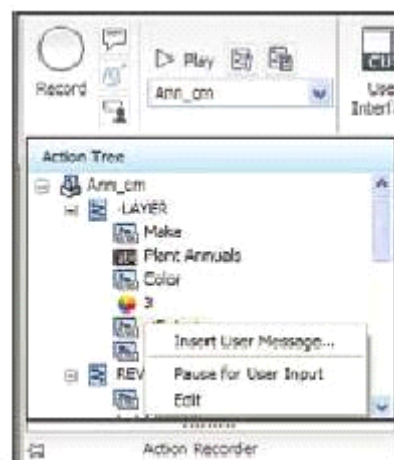 Record
Play
Ann_cm
CUI
Use
Interf
Action Tree
Ann_cm
-LAYER
Make
Plant Annuals
Color
3
Insert User Message...
REV
Pause for User Input
Edit
Action Recorder